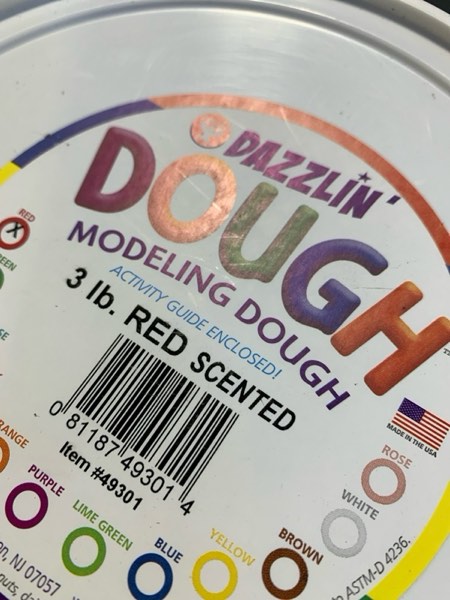 DAZZLIN'
DOUGH
MODELING DOUGH
ACTIVITY GUIDE ENCLOSED!
3 lb. RED SCENTED
0 81187 49301 4
Item #49301
MADE IN THE USA
RED
X
PURPLE
LIME GREEN
BLUE
YELLOW
BROWN
WHITE
ROSE
NJ 07057
ASTM-D 4236.